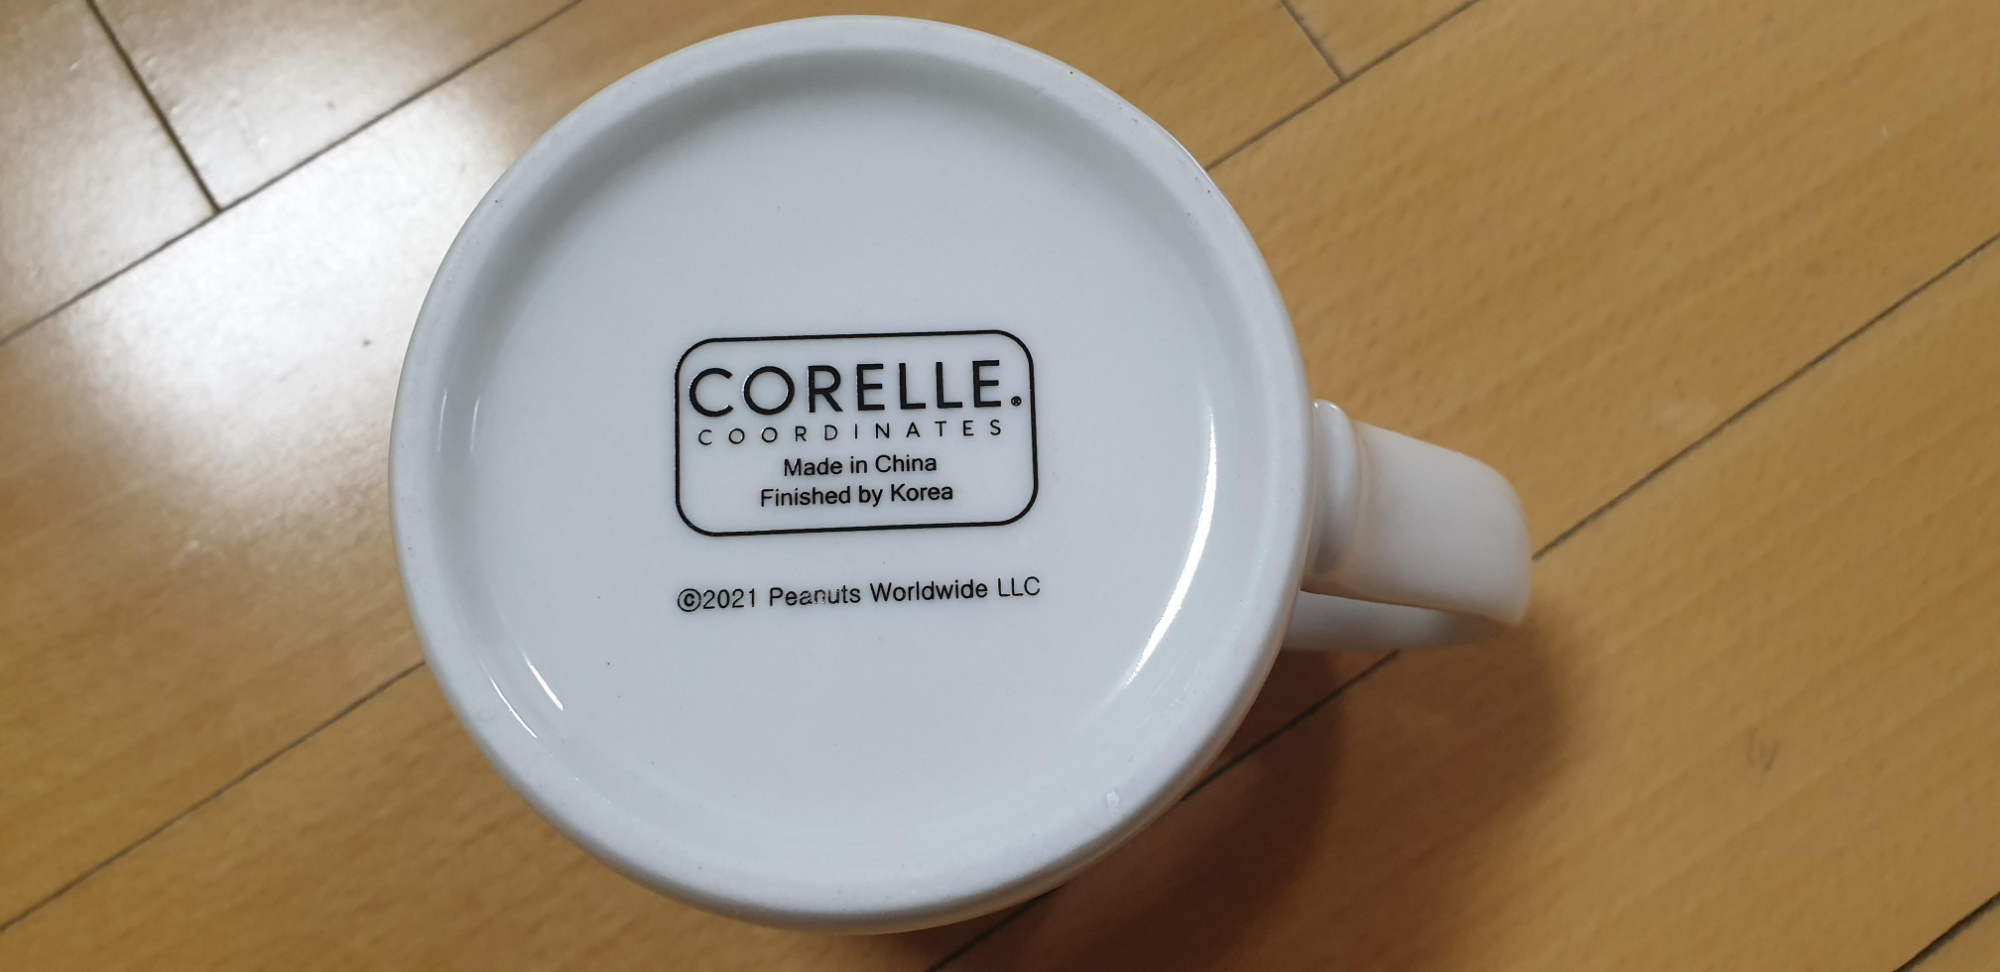 CORELLE.®
COORDINATES
Made in China
Finished by Korea
©2021 Peanuts Worldwide LLC